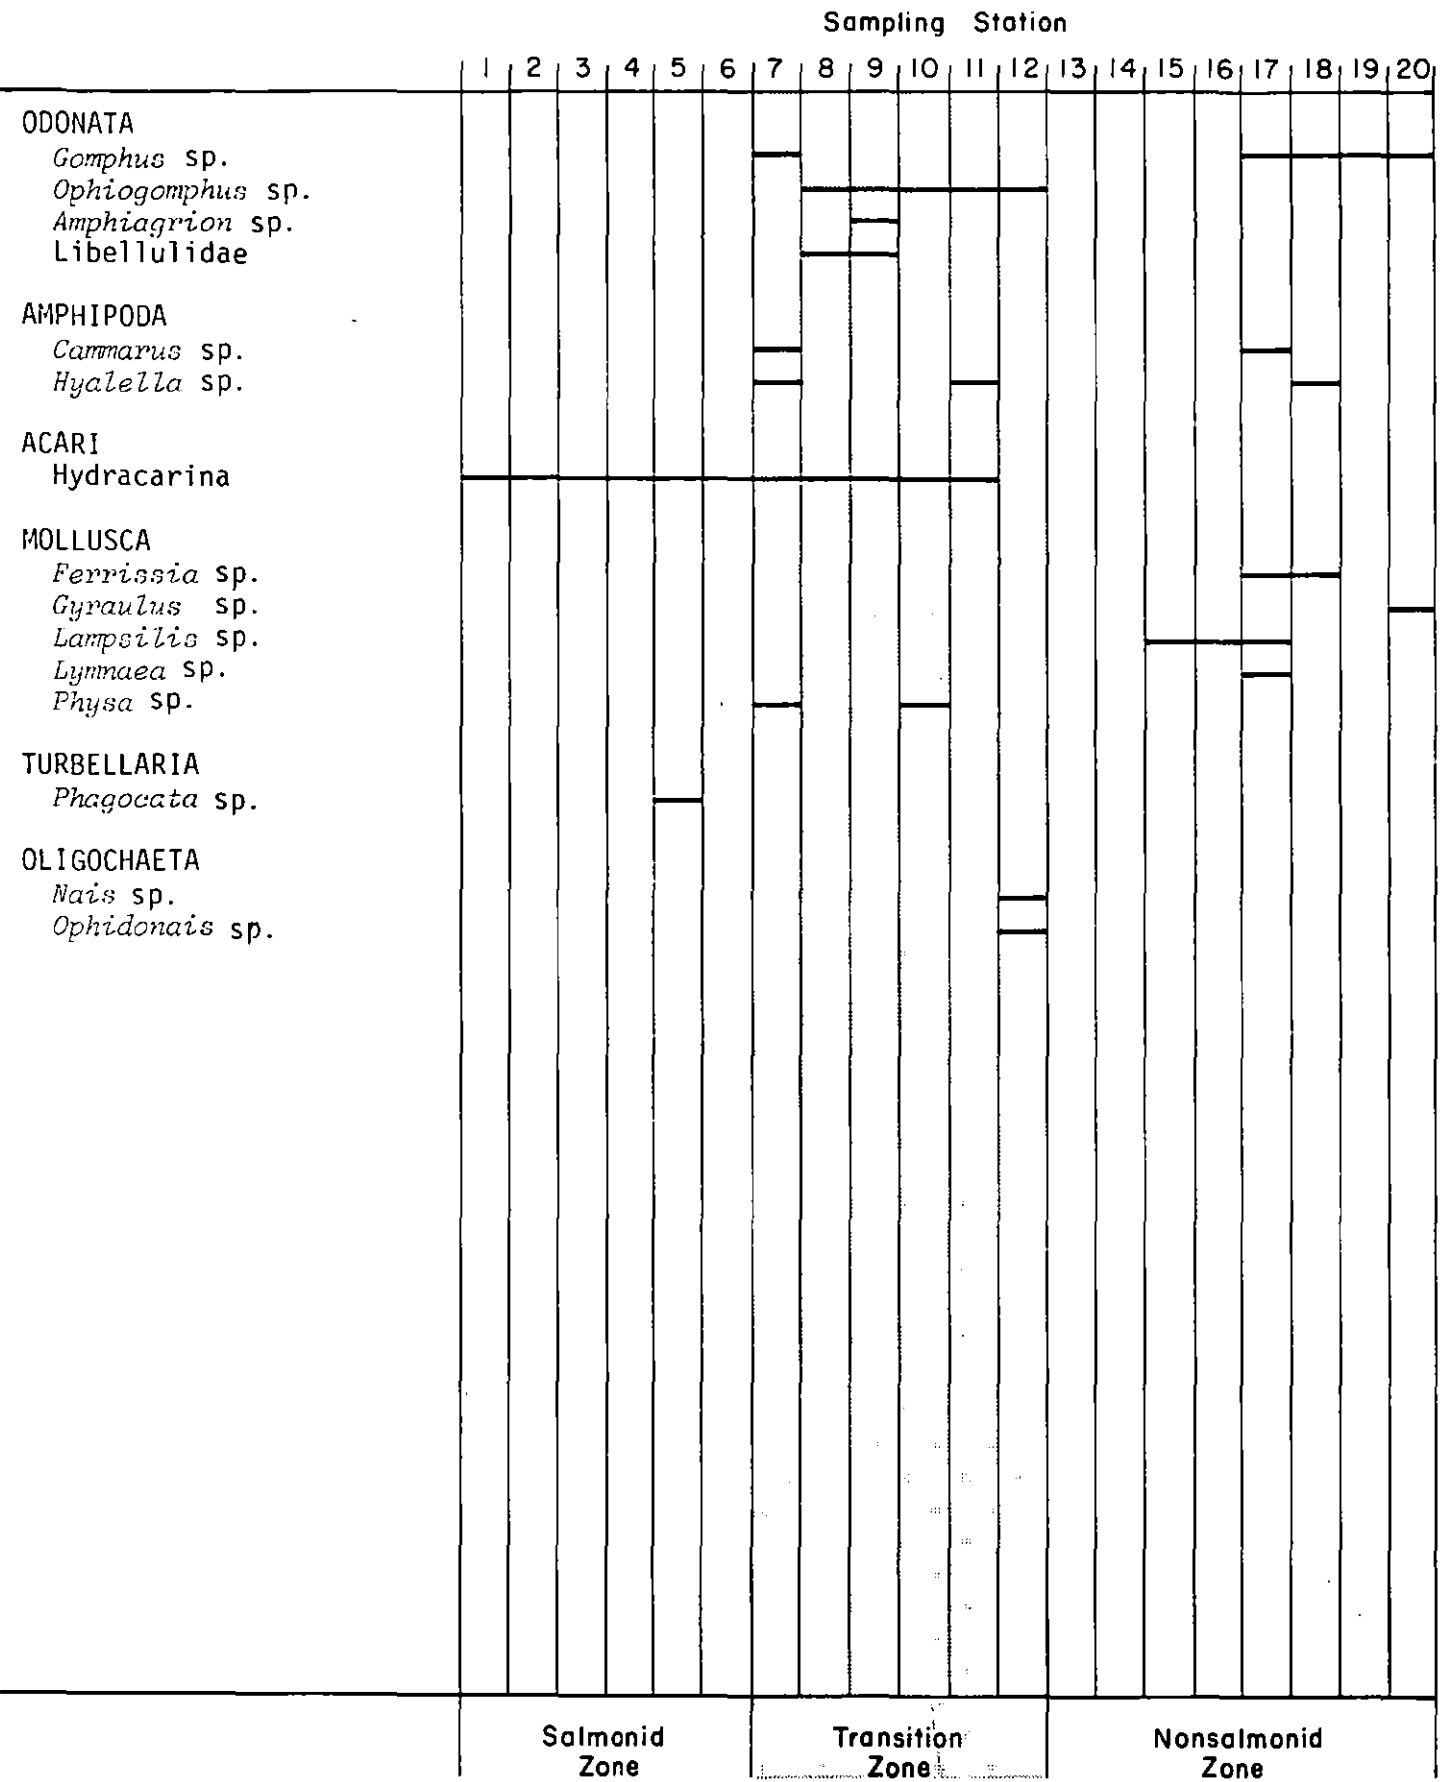 Sampling Station
1 2 3 4 5 6 7 8 9 10 11 12 13 14 15 16 17 18 19 20
ODONATA
Gomphus sp.
Ophiogomphus sp.
Amphiagrion sp.
Libellulidae
AMPHIPODA
Cammarus sp.
Hyalella sp.
ACARI
Hydracarina
MOLLUSCA
Ferrissia sp.
Gyraulus sp.
Lampsilis sp.
Lymnaea sp.
Physa sp.
TURBELLARIA
Phagocata sp.
OLIGOCHAETA
Nais sp.
Ophidonais sp.
Salmonid Zone
Transition Zone
Nonsalmonid Zone